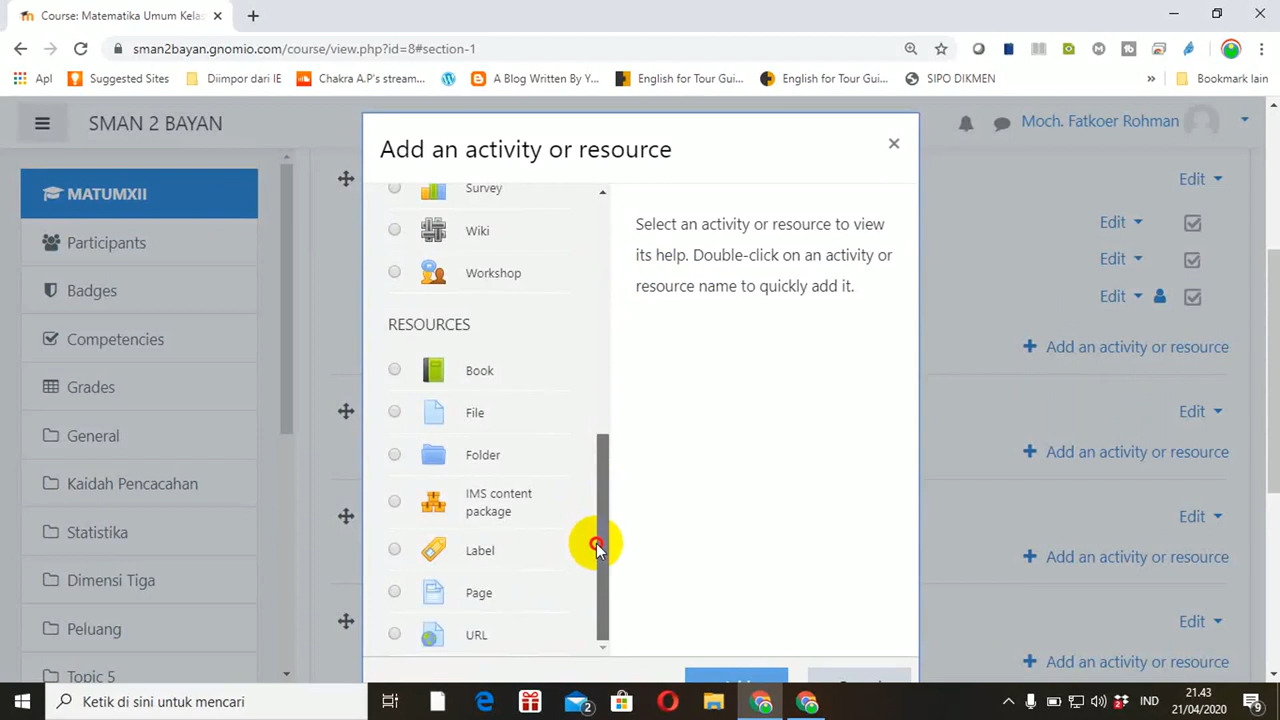 Course: Matematika Umum Kelas
sman2bayan.gnomio.com/course/view.php?id=8#section-1
Apl
Suggested Sites
Diimpor dari IE
Chakra A.P's stream...
A Blog Written By Y...
English for Tour Gui...
English for Tour Gui...
SIPO DIKMEN
»
Bookmark lain
SMAN 2 BAYAN
Moch. Fatkoer Rohman
MATUMXII
Participants
Badges
Competencies
Grades
General
Kaidah Pencacahan
Statistika
Dimensi Tiga
Peluang
Topic 5
Add an activity or resource
×
Survey
Wiki
Workshop
RESOURCES
Book
File
Folder
IMS content
package
Label
Page
URL
Select an activity or resource to view
its help. Double-click on an activity or
resource name to quickly add it.
Edit
Edit
Edit
Edit
Add an activity or resource
Edit
Add an activity or resource
Edit
Add an activity or resource
Edit
Add an activity or resource
Ketik di sini untuk mencari
2
IND
21.43
21/04/2020
9